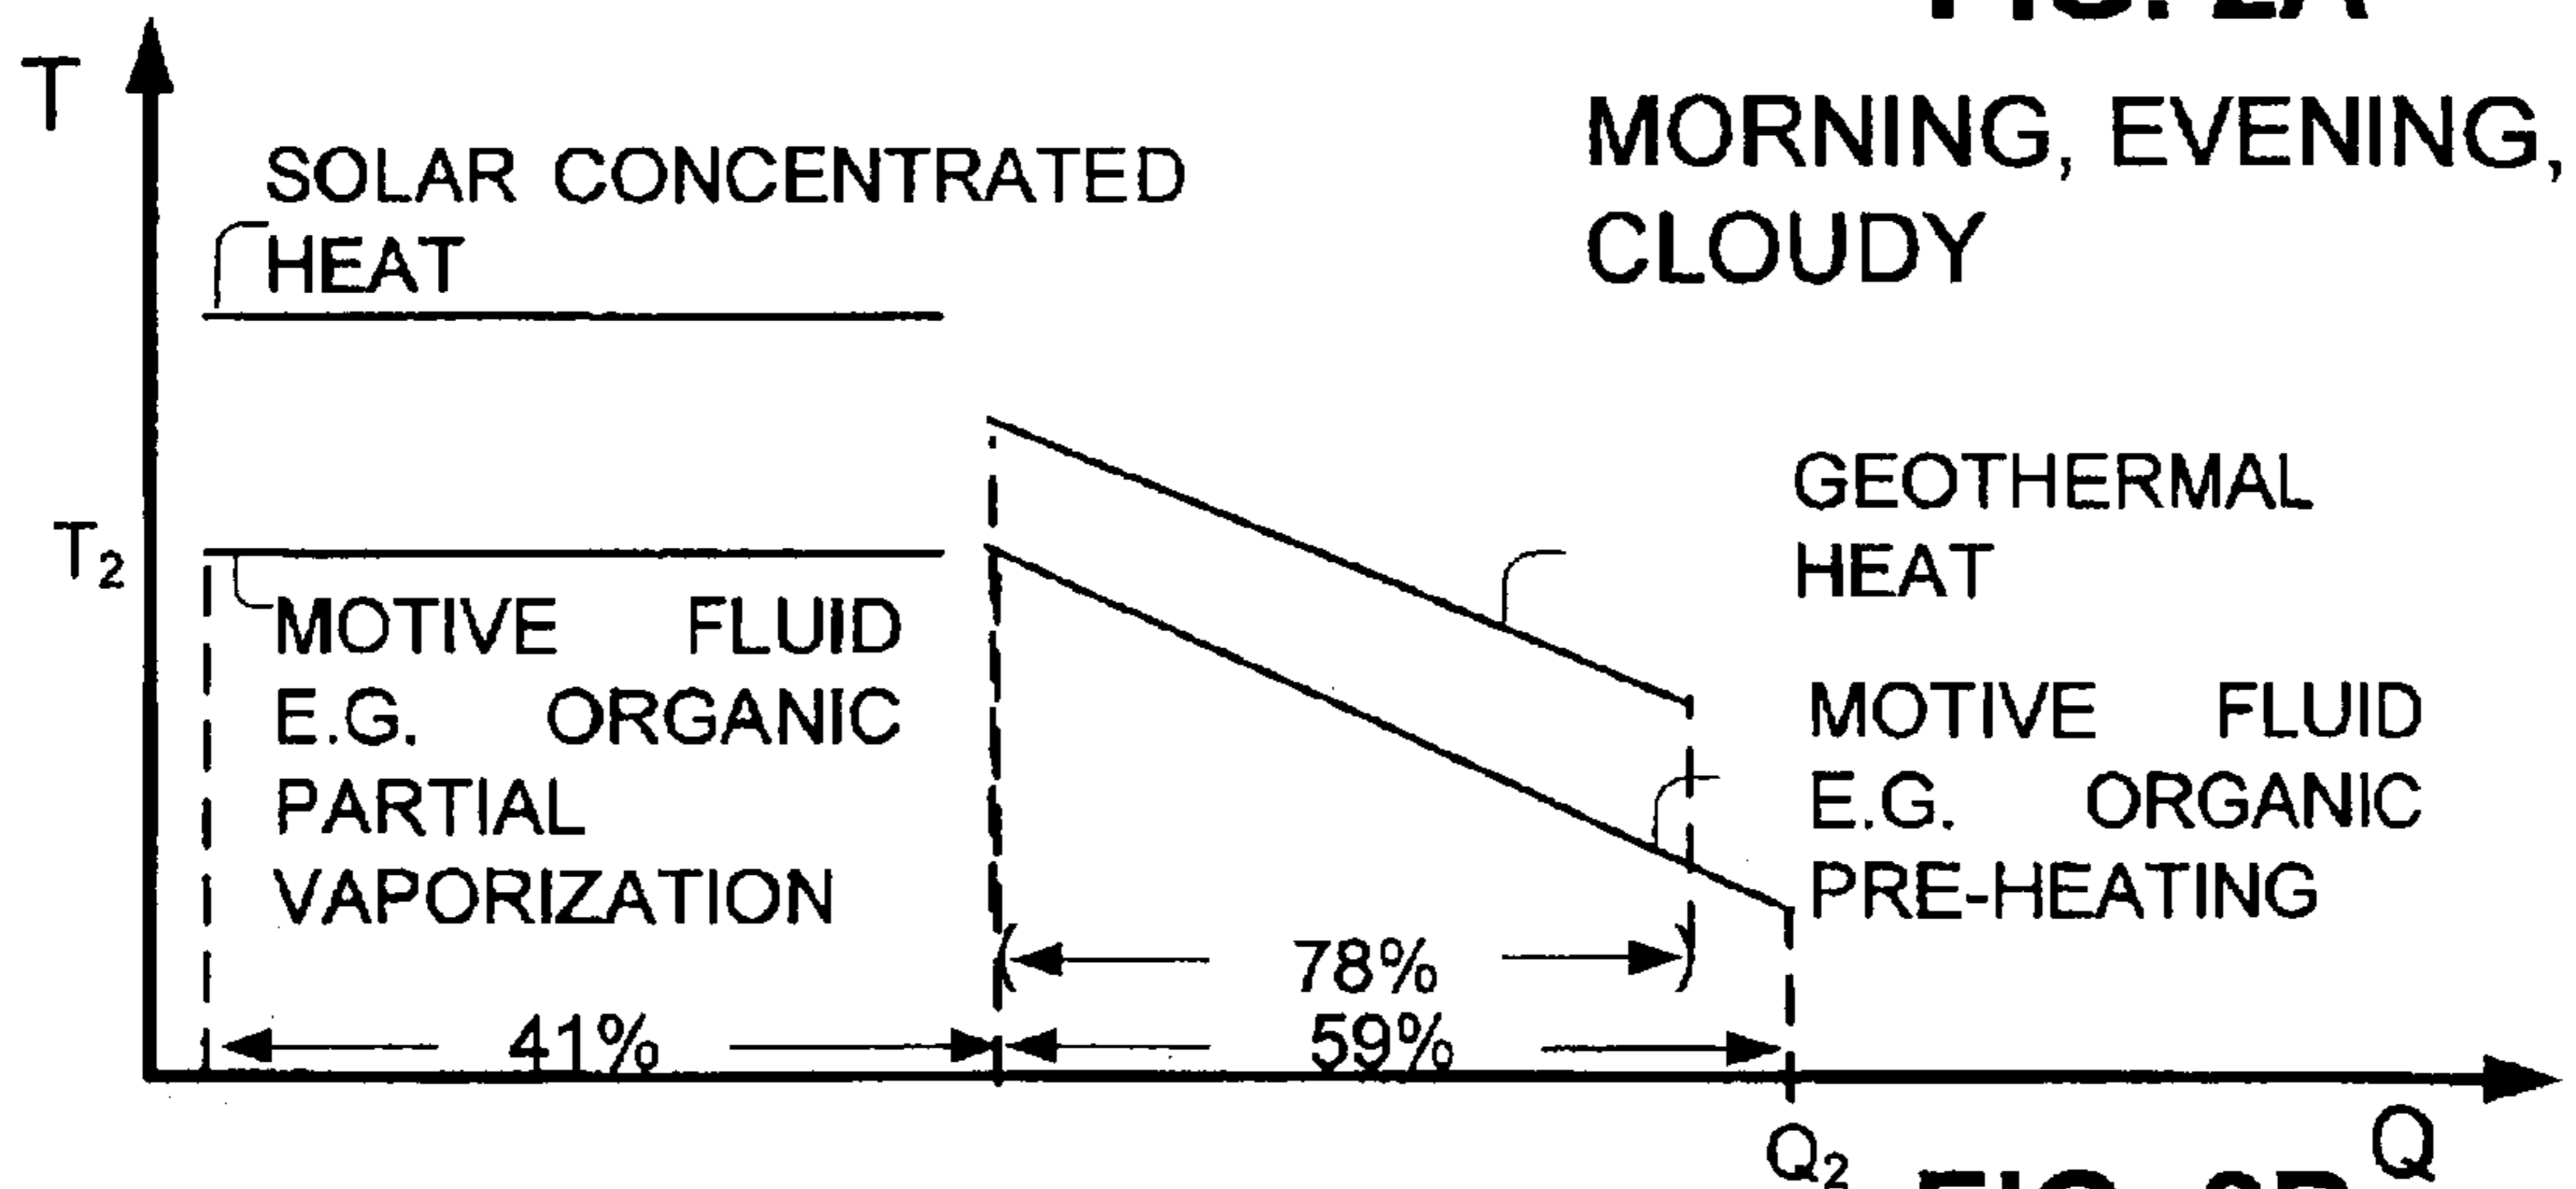 T
MORNING, EVENING,
CLOUDY
SOLAR CONCENTRATED
HEAT
GEOTHERMAL
HEAT
T₂
MOTIVE FLUID
E.G. ORGANIC
PARTIAL
VAPORIZATION
MOTIVE FLUID
E.G. ORGANIC
PRE-HEATING
( 78% )
41% 59%
Q₂
Q